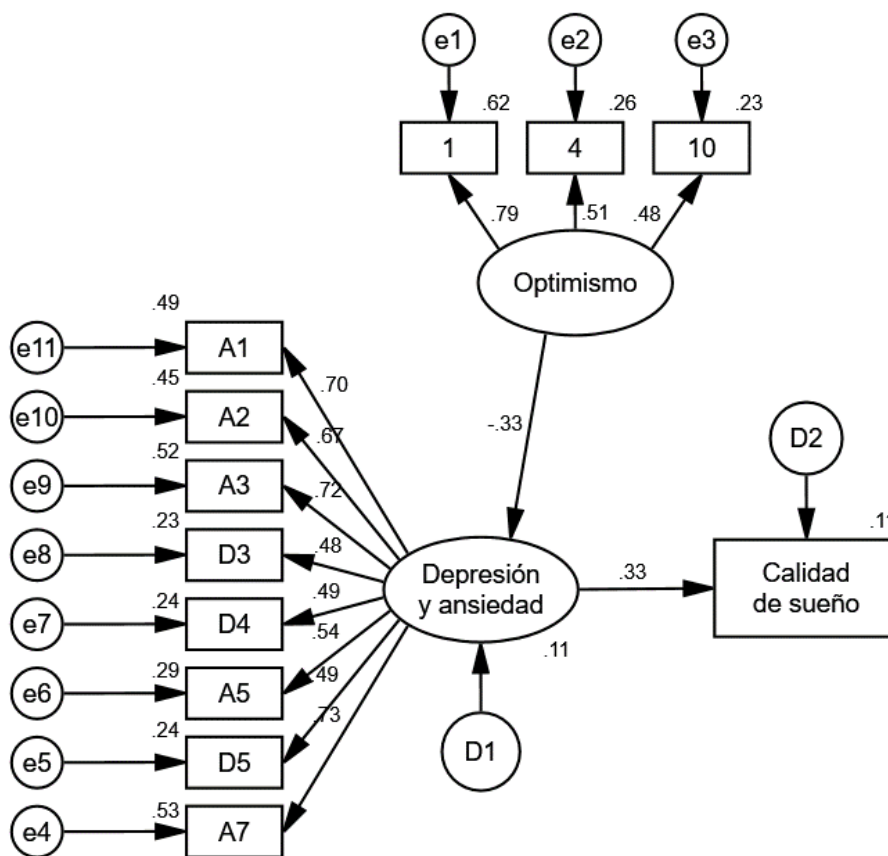 e1 e2 e3
.62 .26 .23
1 4 10
.79 .51 .48
Optimismo
.49
e11 A1
.70
.45
e10 A2
.67
-.33
D2
.52
e9 A3
.72
.11
.23
e8 D3
.48
Depresión
y ansiedad
.33
Calidad
de sueño
.49
.24
e7 D4
.54
.11
.29
e6 A5
.49
.73
D1
.24
e5 D5
.53
e4 A7